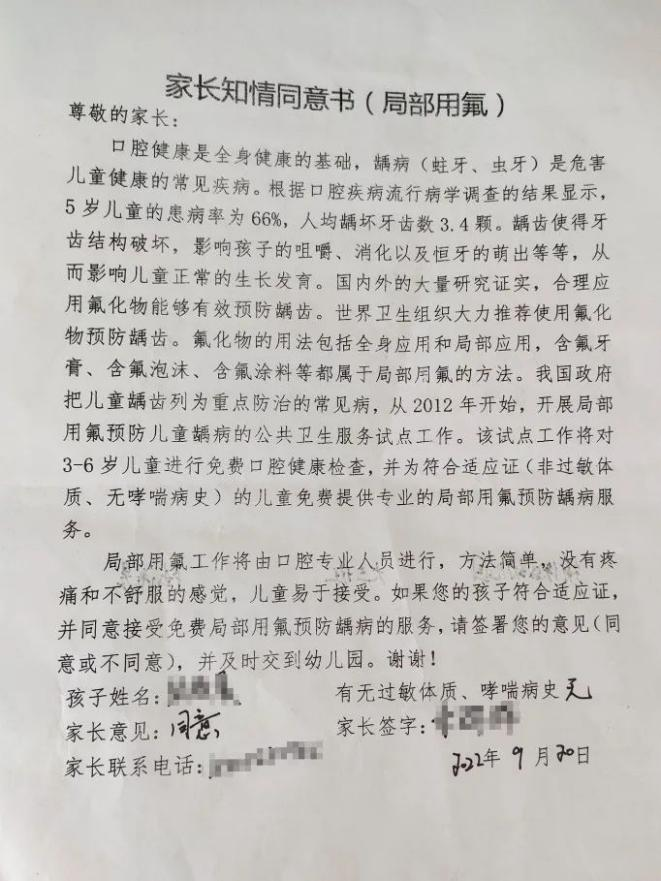 家长知情同意书（局部用氟）
尊敬的家长：
口腔健康是全身健康的基础，龋病（蛀牙、虫牙）是危害
儿童健康的常见疾病。根据口腔疾病流行病学调查的结果显示，
5岁儿童的患病率为66%，人均龋坏牙齿数3.4颗。龋齿使得牙
齿结构破坏，影响孩子的咀嚼、消化以及恒牙的萌出等等，从
而影响儿童正常的生长发育。国内外的大量研究证实，合理应
用氟化物能够有效预防龋齿。世界卫生组织大力推荐使用氟化
物预防龋齿。氟化物的用法包括全身应用和局部应用，含氟牙
膏、含氟泡沫、含氟涂料等都属于局部用氟的方法。我国政府
把儿童龋齿列为重点防治的常见病，从2012年开始，开展局部
用氟预防儿童龋病的公共卫生服务试点工作。该试点工作将对
3-6岁儿童进行免费口腔健康检查，并为符合适应证（非过敏体
质、无哮喘病史）的儿童免费提供专业的局部用氟预防龋病服
务。
局部用氟工作将由口腔专业人员进行，方法简单，没有疼
痛和不舒服的感觉，儿童易于接受。如果您的孩子符合适应证，
并同意接受免费局部用氟预防龋病的服务，请签署您的意见（同
意或不同意），并及时交到幼儿园。谢谢！
孩子姓名： 有无过敏体质、哮喘病史 无
家长意见：同意 家长签字：
家长联系电话： 2022年9月20日